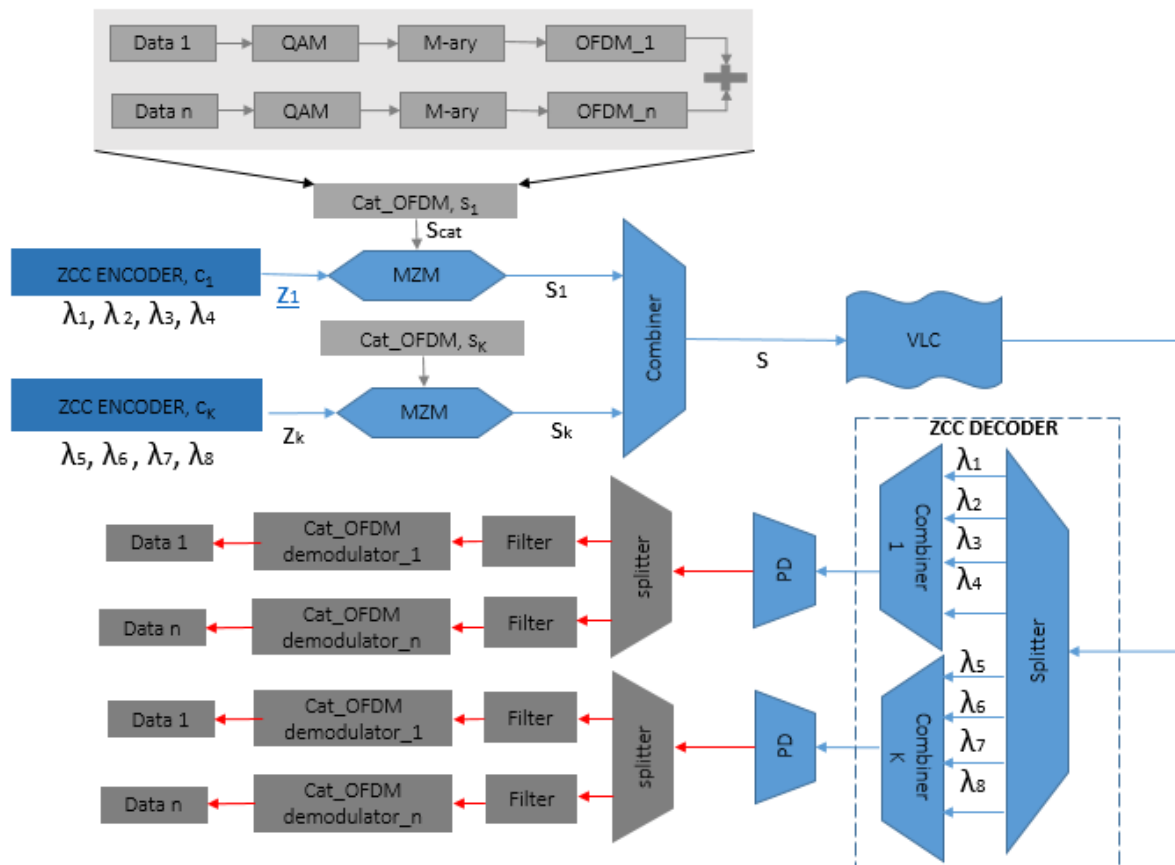 Data 1
QAM
M-ary
OFDM_1
Data n
QAM
M-ary
OFDM_n
Cat_OFDM, s₁
Scat
ZCC ENODER, c₁
z1
MZM
S1
λ1, λ2, λ3, λ4
Cat_OFDM, sK
Combiner
S
VLC
ZCC ENCODER, cK
zk
MZM
Sk
λ5, λ6, λ7, λ8
ZCC DECODER
λ1
λ2
λ3
λ4
Combiner
1
Splitter
PD
splitter
Filter
Cat_OFDM
demodulator_1
Data 1
Filter
Cat_OFDM
demodulator_n
Data n
λ5
λ6
λ7
λ8
Combiner
K
PD
splitter
Filter
Cat_OFDM
demodulator_1
Data 1
Filter
Cat_OFDM
demodulator_n
Data n